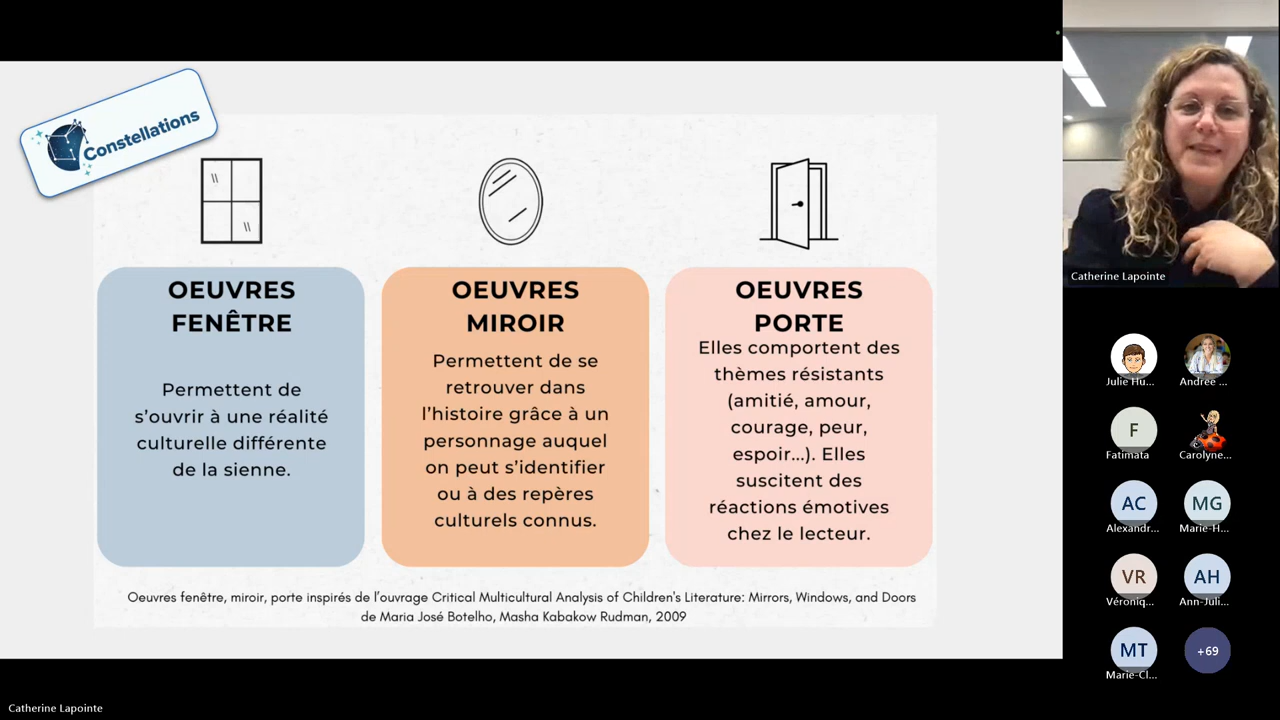 Constellations
OEUVRES
FENÊTRE
Permettent de
s’ouvrir à une réalité
culturelle différente
de la sienne.
OEUVRES
MIROIR
Permettent de se
retrouver dans
l’histoire grâce à un
personnage auquel
on peut s’identifier
ou à des repères
culturels connus.
OEUVRES
PORTE
Elles comportent des
thèmes résistants
(amitié, amour,
courage, peur,
espoir...). Elles
suscitent des
réactions émotives
chez le lecteur.
Oeuvres fenêtre, miroir, porte inspirés de l’ouvrage Critical Multicultural Analysis of Children's Literature: Mirrors, Windows, and Doors
de Maria José Botelho, Masha Kabakow Rudman, 2009
Catherine Lapointe
Julie Hu...
Andrée ...
F
Fatimata
Carolyne...
AC
Alexandr...
MG
Marie-H...
VR
Véroniq...
AH
Ann-Juli...
MT
Marie-Cl...
+69
Catherine Lapointe